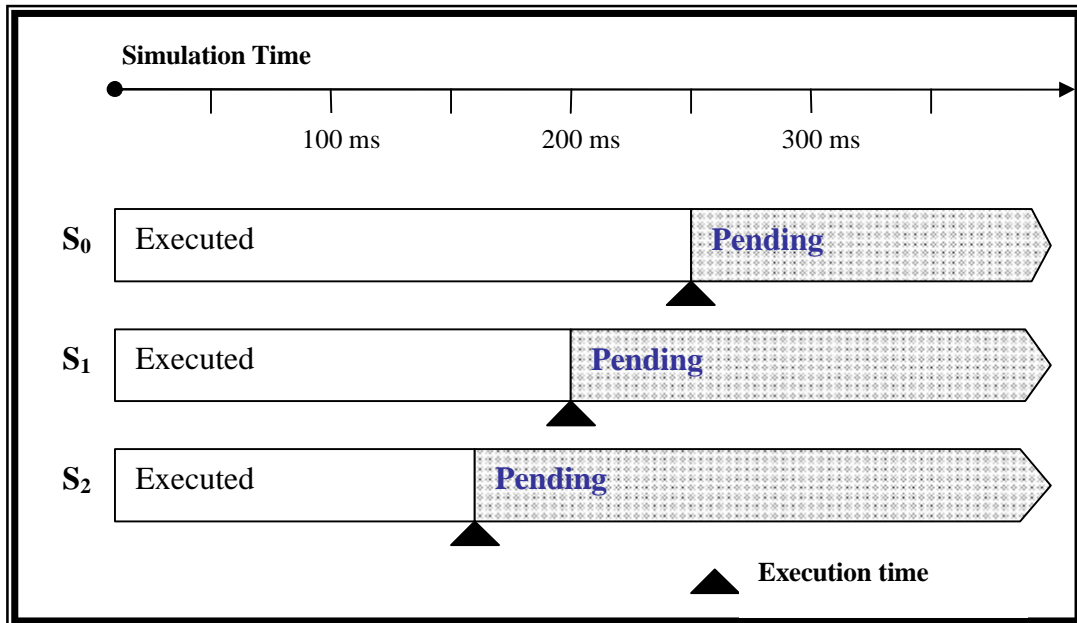 Simulation Time
100 ms 200 ms 300 ms
S₀ Executed Pending
S₁ Executed Pending
S₂ Executed Pending
Execution time